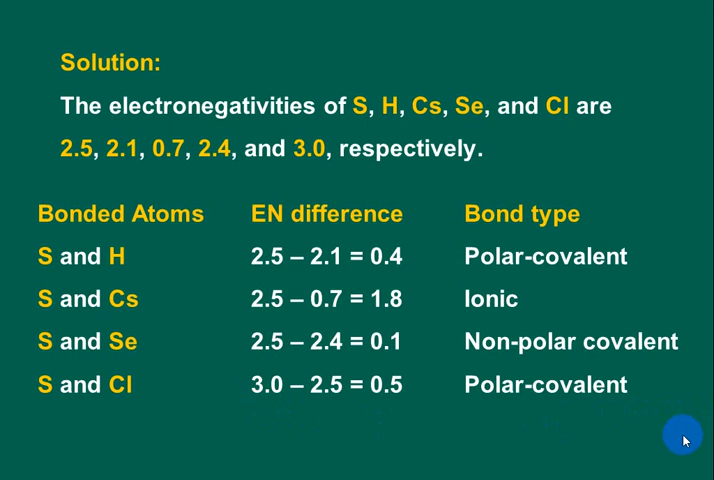 Solution:
The electronegativities of S, H, Cs, Se, and Cl are
2.5, 2.1, 0.7, 2.4, and 3.0, respectively.
Bonded Atoms EN difference Bond type
S and H 2.5 – 2.1 = 0.4 Polar-covalent
S and Cs 2.5 – 0.7 = 1.8 Ionic
S and Se 2.5 – 2.4 = 0.1 Non-polar covalent
S and Cl 3.0 – 2.5 = 0.5 Polar-covalent